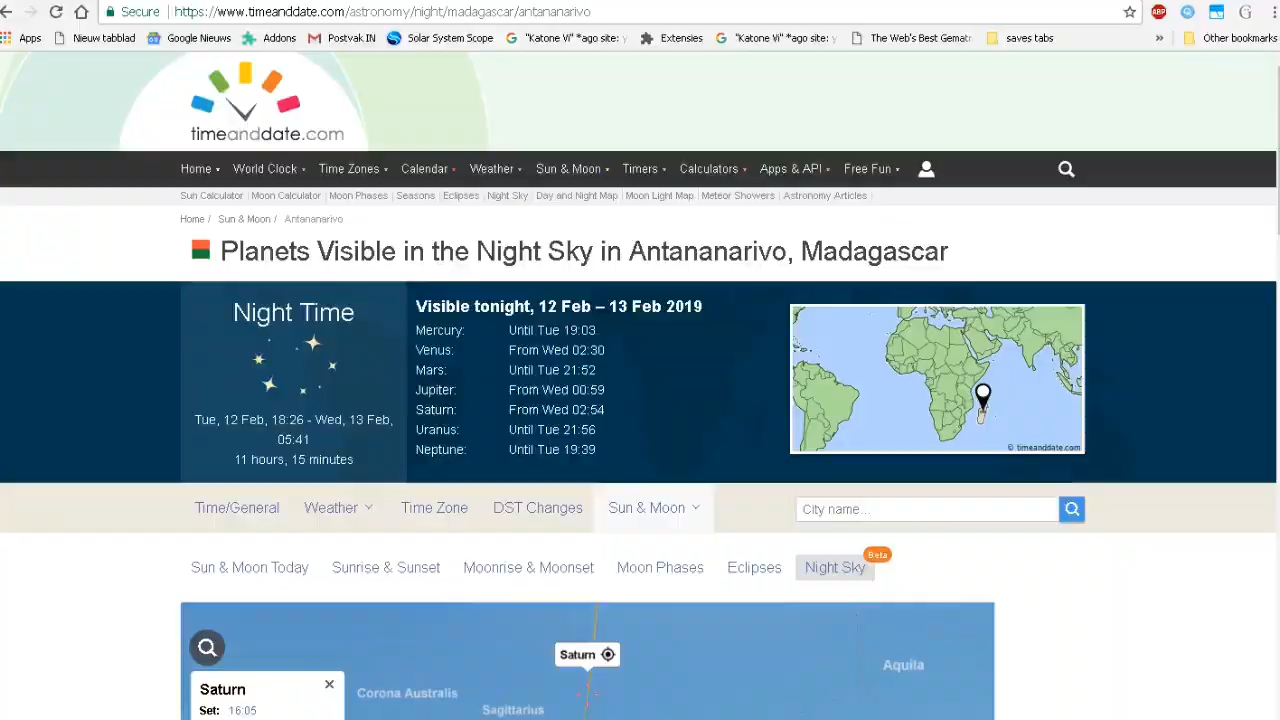 Secure | https://www.timeanddate.com/astronomy/night/madagascar/antananarivo
ABP
Apps Nieuw tabblad Google Nieuws Addons Postvak IN Solar System Scope "Katone Vi" *ago site: Extensies "Katone Vi" *ago site: The Web's Best Gematr saves tabs » Other bookmarks
timeanddate.com
Home World Clock Time Zones Calendar Weather Sun & Moon Timers Calculators Apps & API Free Fun
Sun Calculator | Moon Calculator | Moon Phases | Seasons | Eclipses | Night Sky | Day and Night Map | Moon Light Map | Meteor Showers | Astronomy Articles
Home / Sun & Moon / Antananarivo
Planets Visible in the Night Sky in Antananarivo, Madagascar
Night Time
Tue, 12 Feb, 18:26 - Wed, 13 Feb,
05:41
11 hours, 15 minutes
Visible tonight, 12 Feb – 13 Feb 2019
Mercury: Until Tue 19:03
Venus: From Wed 02:30
Mars: Until Tue 21:52
Jupiter: From Wed 00:59
Saturn: From Wed 02:54
Uranus: Until Tue 21:56
Neptune: Until Tue 19:39
© timeanddate.com
Time/General Weather Time Zone DST Changes Sun & Moon City name...
Beta
Sun & Moon Today Sunrise & Sunset Moonrise & Moonset Moon Phases Eclipses Night Sky
Saturn
Aquila
Saturn
Set: 16:05
Corona Australis
Sagittarius